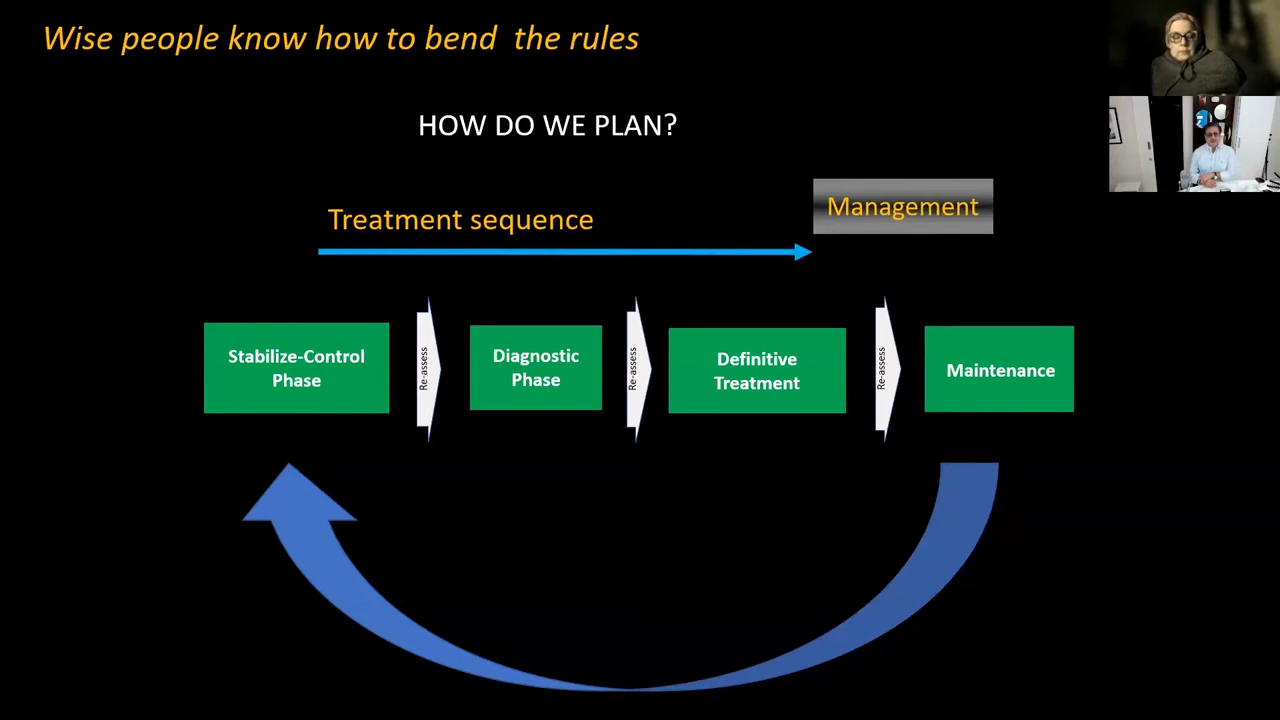 Wise people know how to bend the rules
HOW DO WE PLAN?
Treatment sequence
Management
Stabilize-Control
Phase
Re-assess
Diagnostic
Phase
Re-assess
Definitive
Treatment
Re-assess
Maintenance